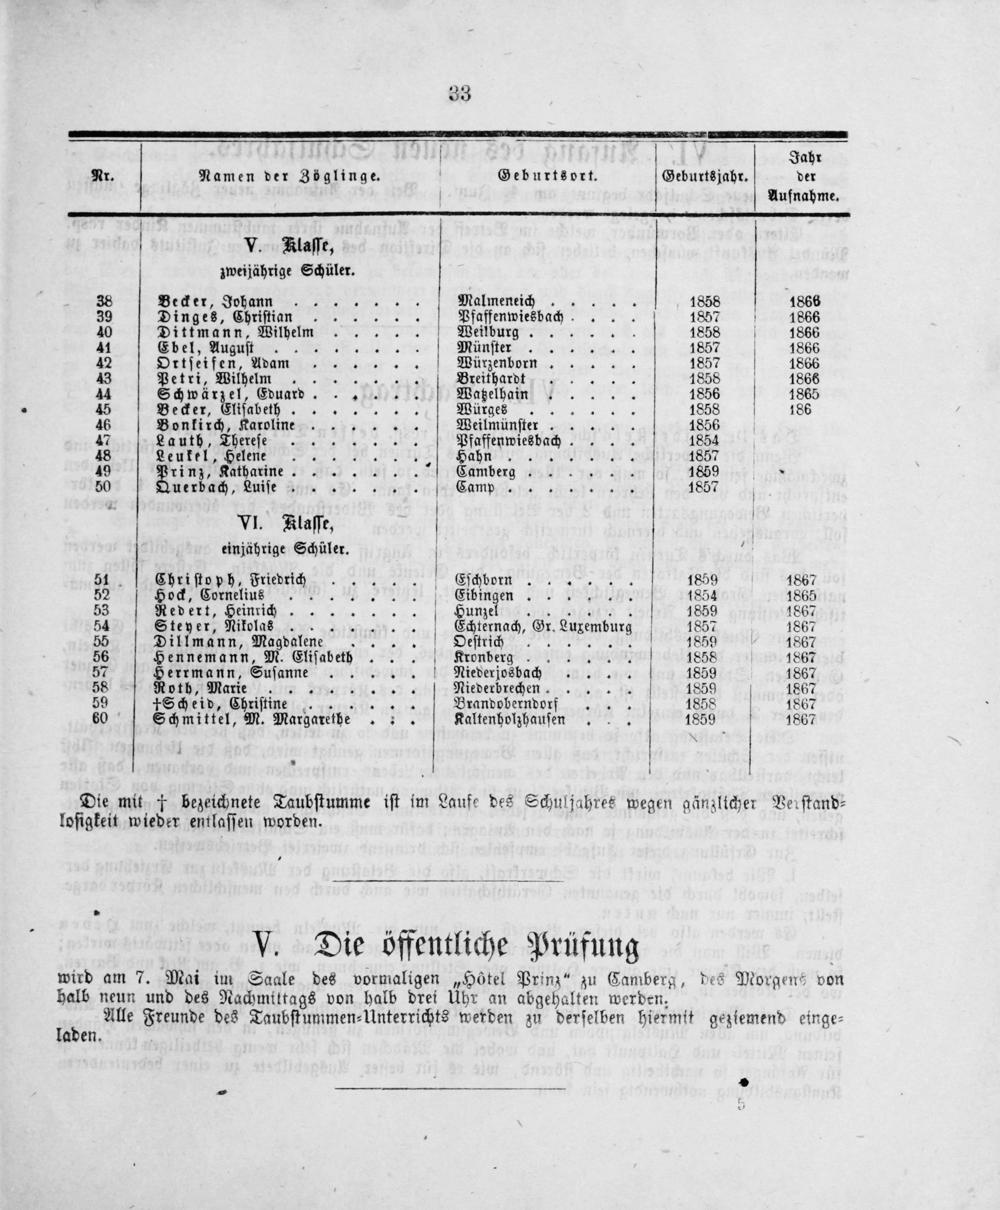 33
Nr. Namen der Zöglinge. Geburtsort. Geburtsjahr. Jahr der Aufnahme.
V. Klasse,
zweijährige Schüler.
38 Becker, Johann . . . . . . . Malmeneich . . . . . 1858 1866
39 Dinges, Christian . . . . . . Pfaffenwiesbach . . . . 1857 1866
40 Dittmann, Wilhelm . . . . . Weilburg . . . . . . 1858 1866
41 Ebel, August . . . . . . . . Münster . . . . . . 1857 1866
42 Ortseifen, Adam . . . . . . Würzenborn . . . . . 1857 1866
43 Petri, Wilhelm . . . . . . . Breithardt . . . . . 1858 1866
44 Schwärzel, Eduard . . . . . . Watzelhain . . . . . 1856 1865
45 Becker, Elisabeth . . . . . . . Würges . . . . . . 1858 186
46 Bonkirch, Karoline . . . . . . Weilmünster . . . . . 1856
47 Lauth, Therese . . . . . . . Pfaffenwiesbach . . . . 1854
48 Leukel, Helene . . . . . . . Hahn . . . . . . . 1857
49 Prinz, Katharine . . . . . . . Camberg . . . . . . 1859
50 Querbach, Luise . . . . . . . Camp . . . . . . . 1857
VI. Klasse,
einjährige Schüler.
51 Christoph, Friedrich . . . . . Eschborn . . . . . . 1859 1867
52 Hock, Cornelius . . . . . . . Eibingen . . . . . . 1854 1865
53 Redert, Heinrich . . . . . . . Hunzel . . . . . . 1859 1867
54 Steyer, Nikolas . . . . . . . Echternach, Gr. Luxemburg 1857 1867
55 Dillmann, Magdalene . . . . Oestrich . . . . . . 1859 1867
56 Hennemann, M. Elisabeth . . . Kronberg . . . . . . 1858 1867
57 Herrmann, Susanne . . . . . Niederjosbach . . . . 1859 1867
58 Roth, Marie . . . . . . . . Niederbrechen . . . . . 1859 1867
59 †Scheid, Christine . . . . . . Brandoberndorf . . . 1858 1867
60 Schmittel, M. Margarethe . . . Kaltenholzhausen . . . 1859 1867
Die mit † bezeichnete Taubstumme ist im Laufe des Schuljahres wegen gänzlicher Verstand=
losigkeit wieder entlassen worden.
V. Die öffentliche Prüfung
wird am 7. Mai im Saale des vormaligen „Hôtel Prinz" zu Camberg, des Morgens von
halb neun und des Nachmittags von halb drei Uhr an abgehalten werden.
Alle Freunde des Taubstummen=Unterrichts werden zu derselben hiermit geziemend einge=
laden.
5